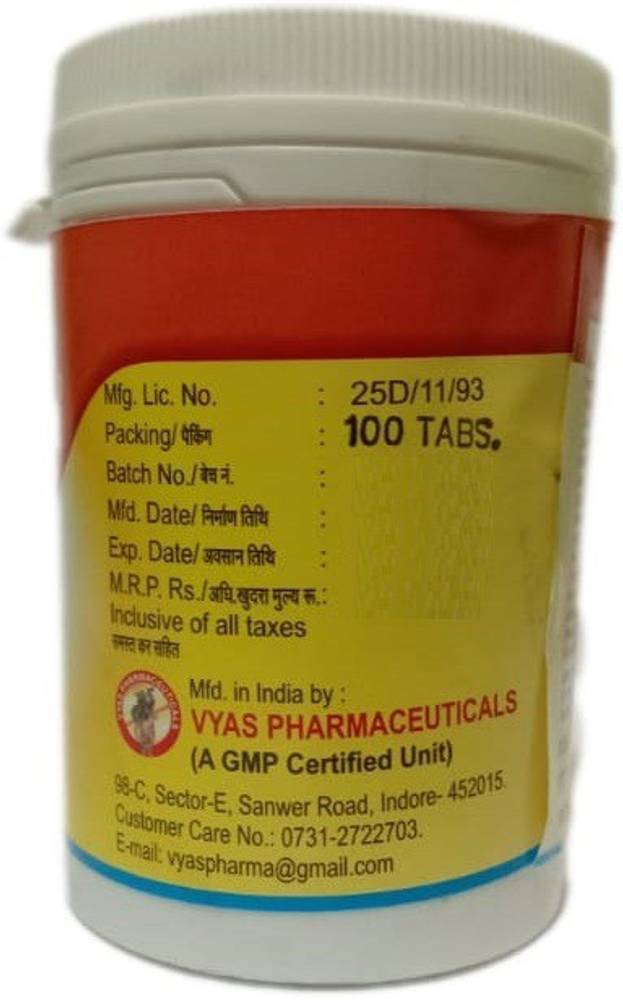 Mfg. Lic. No. : 25D/11/93
Packing/ पैकिंग : 100 TABS.
Batch No./ बेच नं. :
Mfd. Date/ निर्माण तिथि :
Exp. Date/ अवसान तिथि :
M.R.P. Rs./अधि.खुदरा मुल्य रू.:
Inclusive of all taxes
समस्त कर सहित
Mfd. in India by :
VYAS PHARMACEUTICALS
(A GMP Certified Unit)
98-C, Sector-E, Sanwer Road, Indore- 452015.
Customer Care No.: 0731-2722703.
E-mail: vyaspharma@gmail.com
VYAS PHARMACEUTICALS